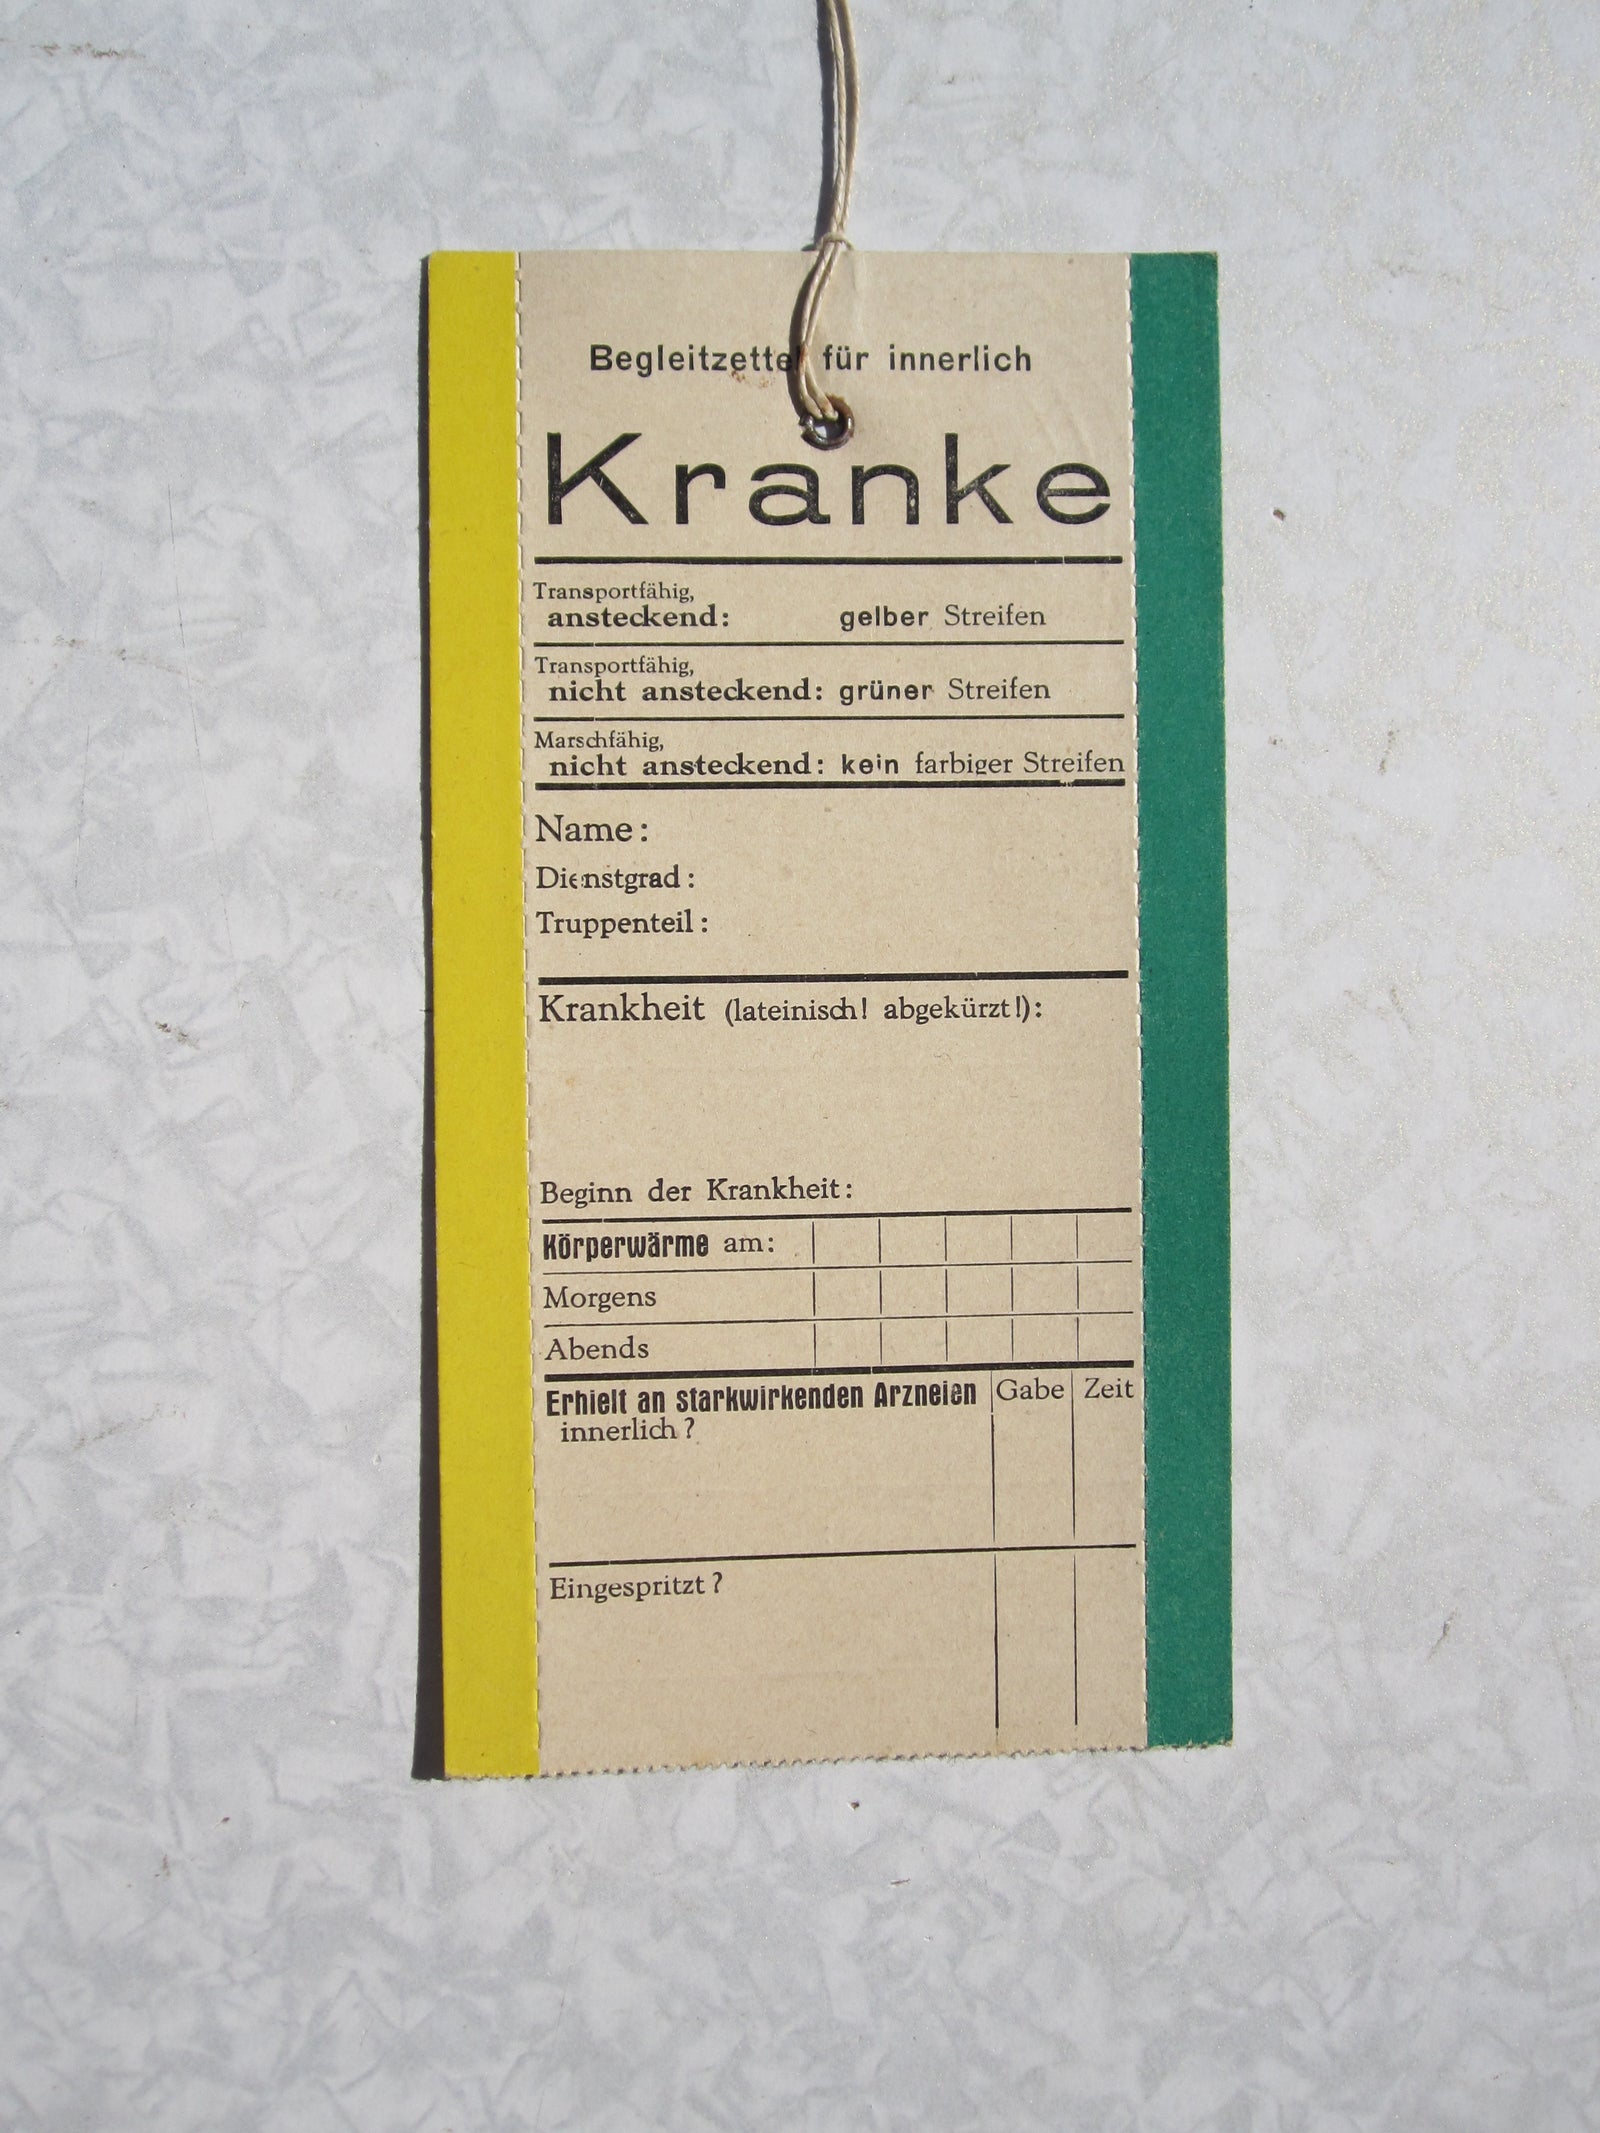 Begleitzettel für innerlich
Kranke
Transportfähig,
ansteckend: gelber Streifen
Transportfähig,
nicht ansteckend: grüner Streifen
Marschfähig,
nicht ansteckend: kein farbiger Streifen
Name:
Dienstgrad:
Truppenteil:
Krankheit (lateinisch! abgekürzt!):
Beginn der Krankheit:
Körperwärme am:
Morgens
Abends
Erhielt an starkwirkenden Arzneien Gabe Zeit
innerlich?
Eingespritzt?